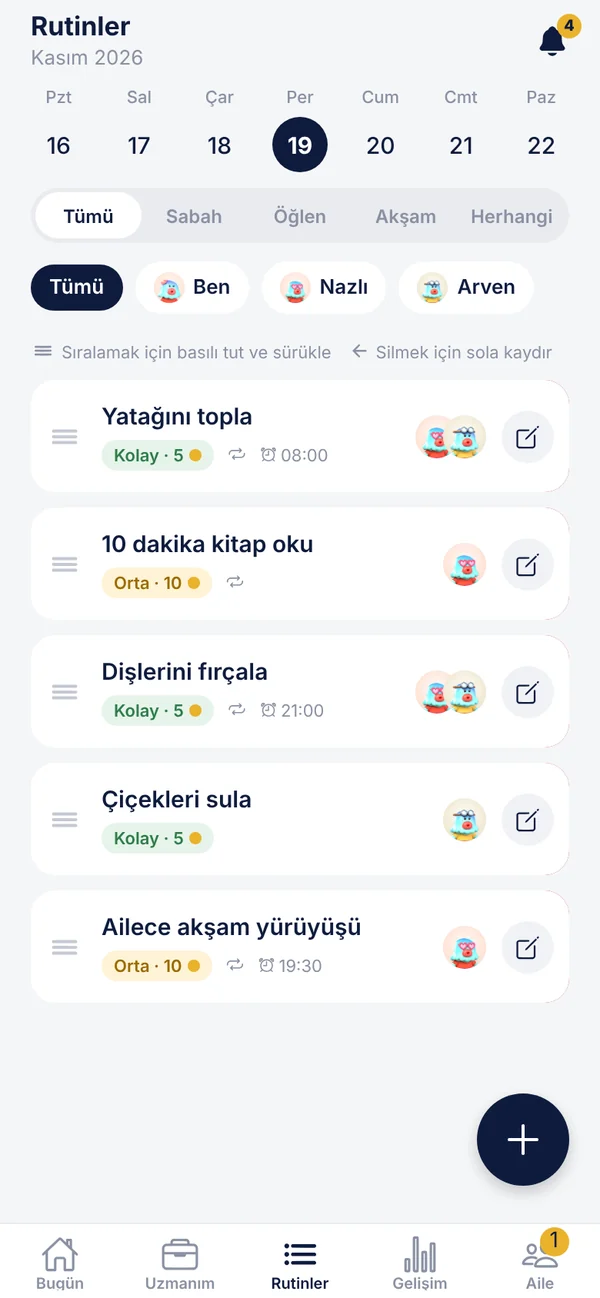 Rutinler
4
Kasım 2026
Pzt Sal Çar Per Cum Cmt Paz
16 17 18 19 20 21 22
Tümü Sabah Öğlen Akşam Herhangi
Tümü Ben Nazlı Arven
Sıralamak için basılı tut ve sürükle Silmek için sola kaydır
Yatağını topla
Kolay · 5 08:00
10 dakika kitap oku
Orta · 10
Dişlerini fırçala
Kolay · 5 21:00
Çiçekleri sula
Kolay · 5
Ailece akşam yürüyüşü
Orta · 10 19:30
1
Bugün Uzmanım Rutinler Gelişim Aile